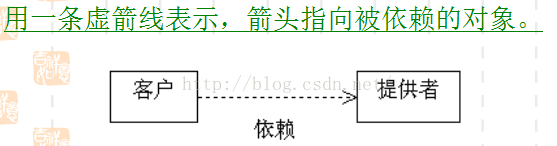 用一条虚箭线表示，箭头指向被依赖的对象。
客户
http://blog.csdn.net
提供者
依赖